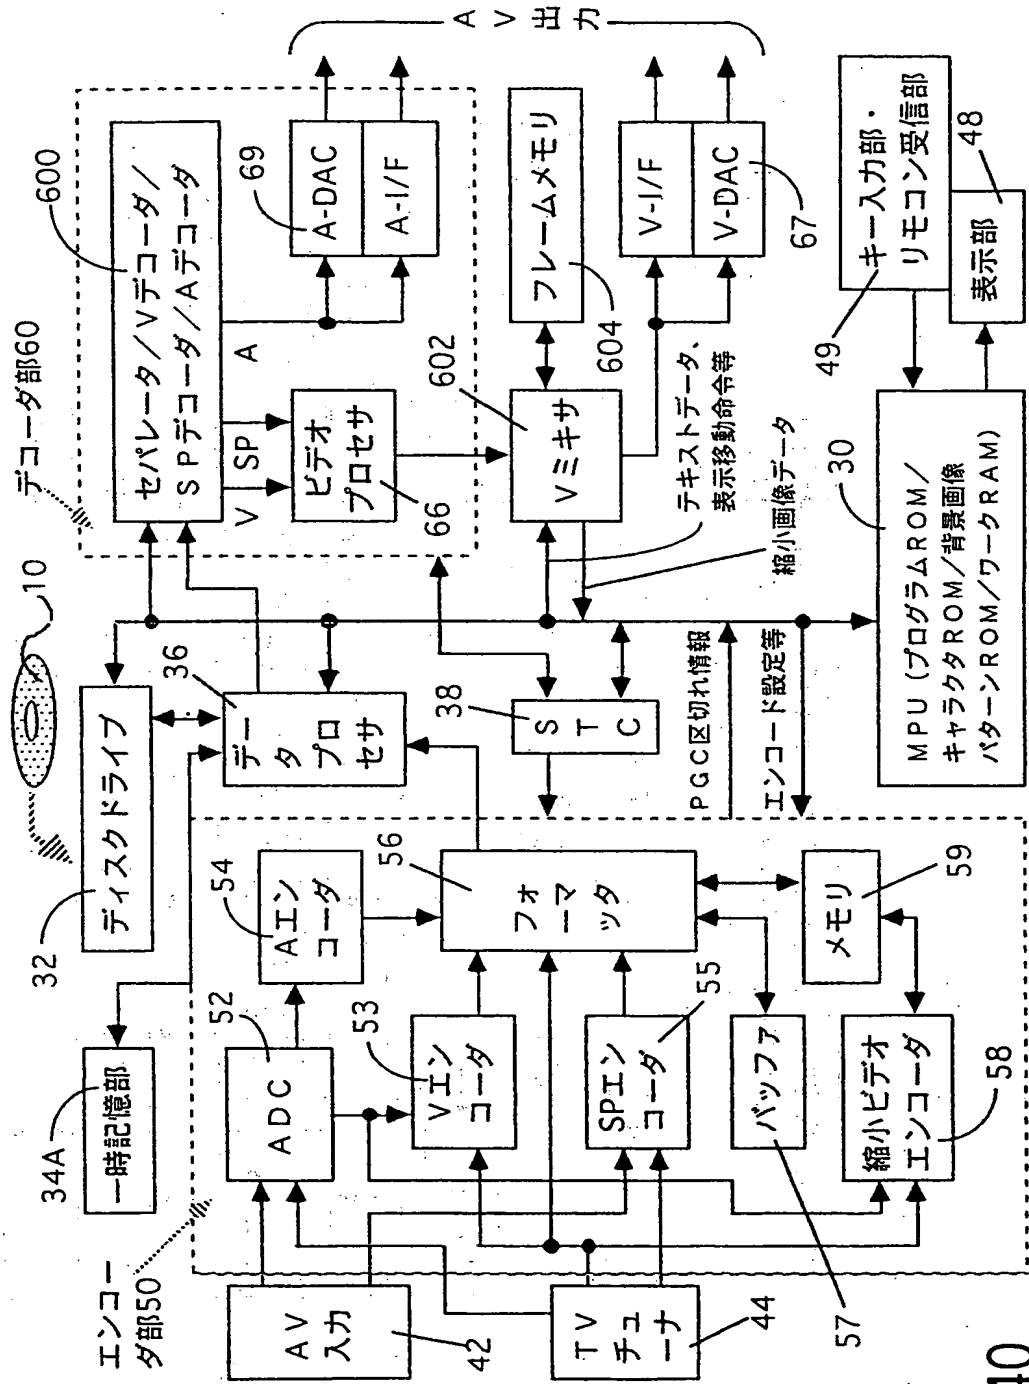 エンコー
ダ部50
34A
一時記憶部
32
ディスクドライブ
10
デコーダ部60
600
セパレータ/Vデコーダ/
SPデコーダ/Aデコーダ
V
SP
A
ビデオ
プロセサ
66
69
A-DAC
A-I/F
AV出力
36
データ
プロ
セサ
38
STC
602
Vミキサ
フレームメモリ
604
V-I/F
V-DAC
67
テキストデータ、
表示移動命令等
縮小画像データ
AV
入力
42
TV
チュ
ーナ
44
52
ADC
54
Aエン
コーダ
53
Vエン
コーダ
55
SPエン
コーダ
56
フォ
ーマ
ッタ
57
バッファ
58
縮小ビデオ
エンコーダ
59
メモリ
PGC区切れ情報
エンコード設定等
30
MPU(プログラムROM/
キャラクタROM/背景画像
パターンROM/ワークRAM)
49
キー入力部・
リモコン受信部
48
表示部